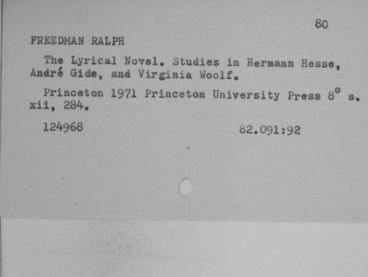 80
FREEDMAN RALPH
The Lyrical Novel. Studies in Hermann Hesse,
André Gide, and Virginia Woolf.
Princeton 1971 Princeton University Press 8° s.
xii, 284.
124968 82.091:92